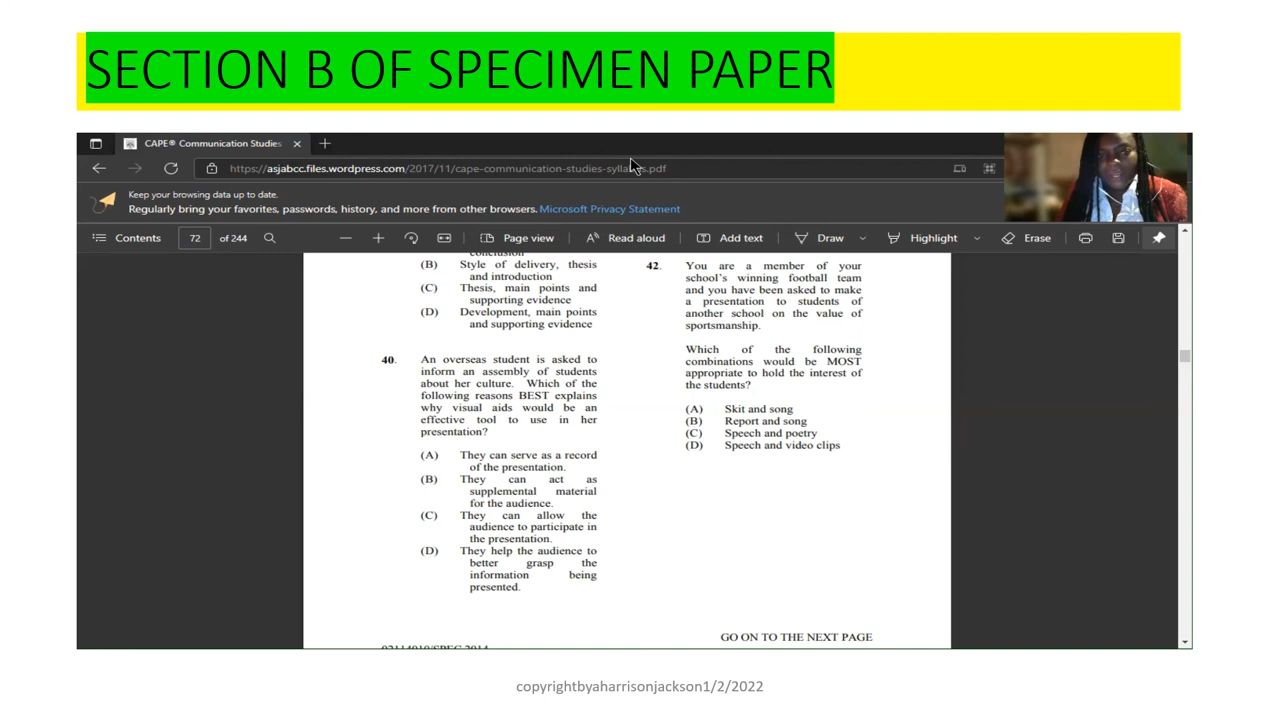 SECTION B OF SPECIMEN PAPER
CAPE® Communication Studies
https://asjabcc.files.wordpress.com/2017/11/cape-communication-studies-syllabus.pdf
Keep your browsing data up to date.
Regularly bring your favorites, passwords, history, and more from other browsers. Microsoft Privacy Statement
Contents 72 of 244 Page view Read aloud Add text Draw Highlight Erase
conclusion
(B) Style of delivery, thesis
and introduction
(C) Thesis, main points and
supporting evidence
(D) Development, main points
and supporting evidence
40. An overseas student is asked to
inform an assembly of students
about her culture. Which of the
following reasons BEST explains
why visual aids would be an
effective tool to use in her
presentation?
(A) They can serve as a record
of the presentation.
(B) They can act as
supplemental material
for the audience.
(C) They can allow the
audience to participate in
the presentation.
(D) They help the audience to
better grasp the
information being
presented.
42. You are a member of your
school's winning football team
and you have been asked to make
a presentation to students of
another school on the value of
sportsmanship.
Which of the following
combinations would be MOST
appropriate to hold the interest of
the students?
(A) Skit and song
(B) Report and song
(C) Speech and poetry
(D) Speech and video clips
GO ON TO THE NEXT PAGE
02114010/SPEC 2014
copyrightbyaharrisonjackson1/2/2022